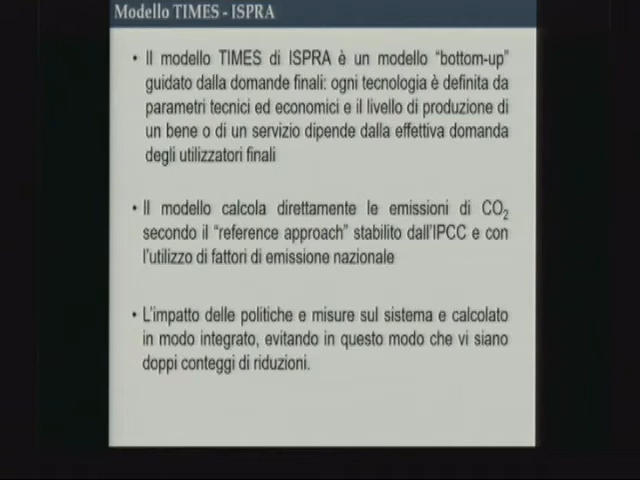 Modello TIMES - ISPRA
• Il modello TIMES di ISPRA è un modello “bottom-up”
guidato dalla domande finali: ogni tecnologia è definita da
parametri tecnici ed economici e il livello di produzione di
un bene o di un servizio dipende dalla effettiva domanda
degli utilizzatori finali
• Il modello calcola direttamente le emissioni di CO₂
secondo il “reference approach” stabilito dall’IPCC e con
l’utilizzo di fattori di emissione nazionale
• L’impatto delle politiche e misure sul sistema e calcolato
in modo integrato, evitando in questo modo che vi siano
doppi conteggi di riduzioni.